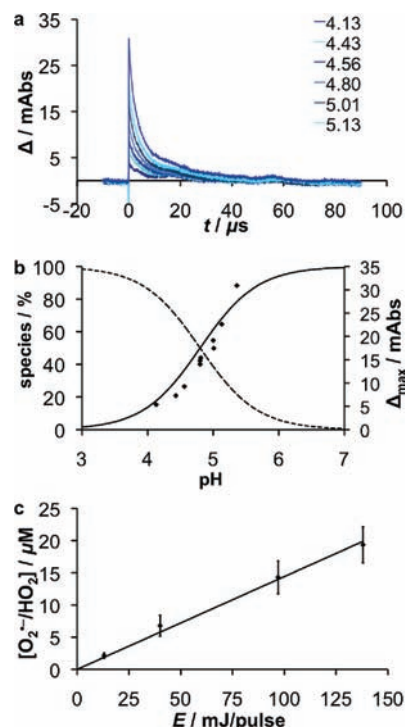 a
Δ / mAbs
35
25
15
5
-5
-20 0 20 40 60 80 100
t / μs
4.13
4.43
4.56
4.80
5.01
5.13
b
species / %
100
80
60
40
20
0
3 4 5 6 7
pH
35
30
25
20
15
10
5
0
Δmax / mAbs
c
[O₂•⁻/HO₂] / μM
25
20
15
10
5
0
0 25 50 75 100 125 150
E / mJ/pulse